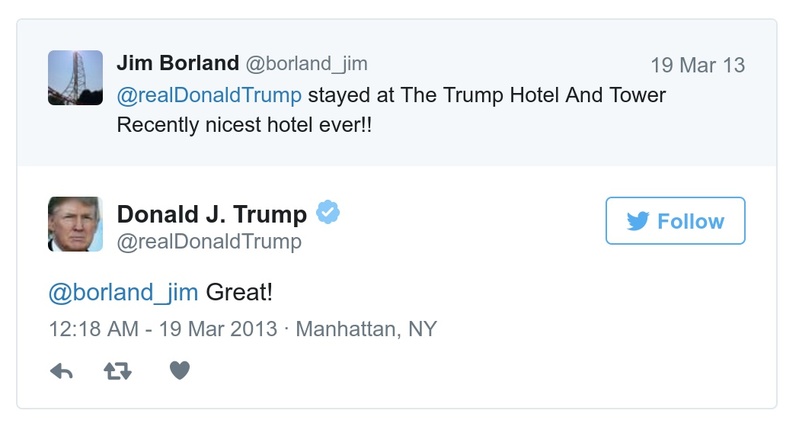 Jim Borland @borland_jim 19 Mar 13
@realDonaldTrump stayed at The Trump Hotel And Tower
Recently nicest hotel ever!!
Donald J. Trump
@realDonaldTrump
Follow
@borland_jim Great!
12:18 AM - 19 Mar 2013 · Manhattan, NY